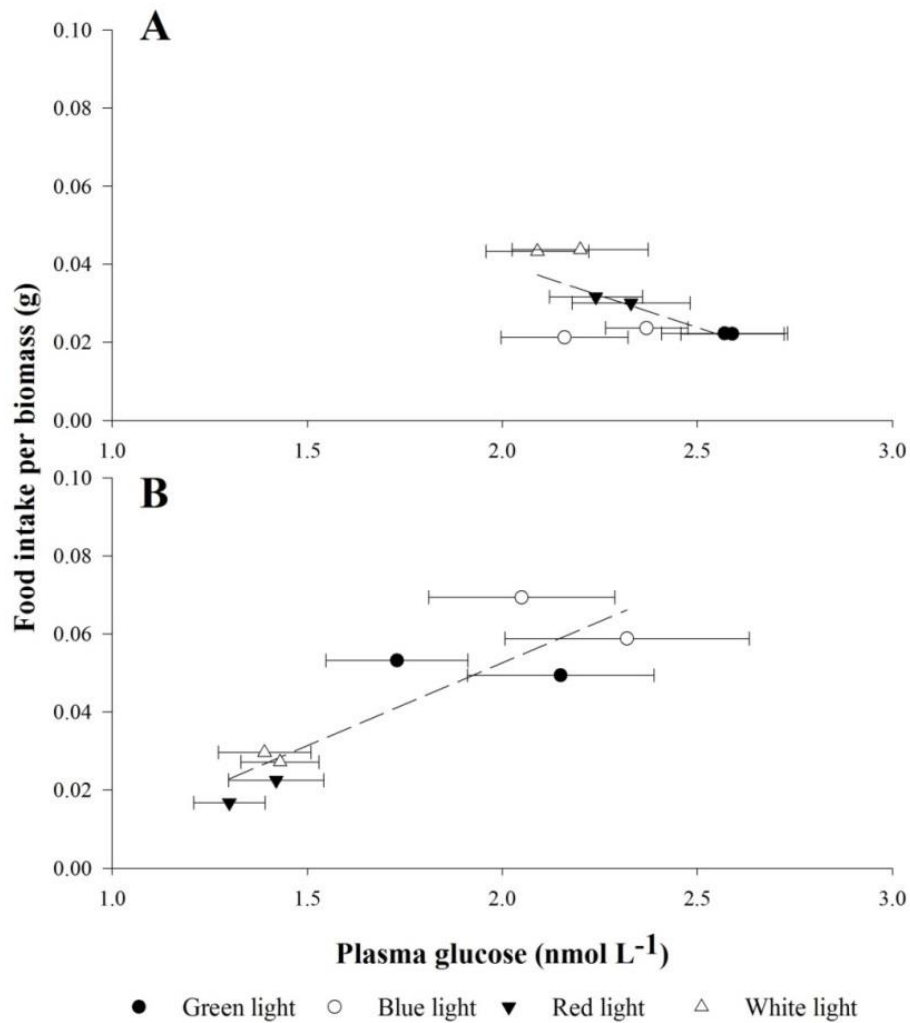 A
0.10
0.08
0.06
0.04
0.02
0.00
1.0 1.5 2.0 2.5 3.0
B
0.10
0.08
0.06
0.04
0.02
0.00
1.0 1.5 2.0 2.5 3.0
Food intake per biomass (g)
Plasma glucose (nmol L-1)
Green light Blue light Red light White light